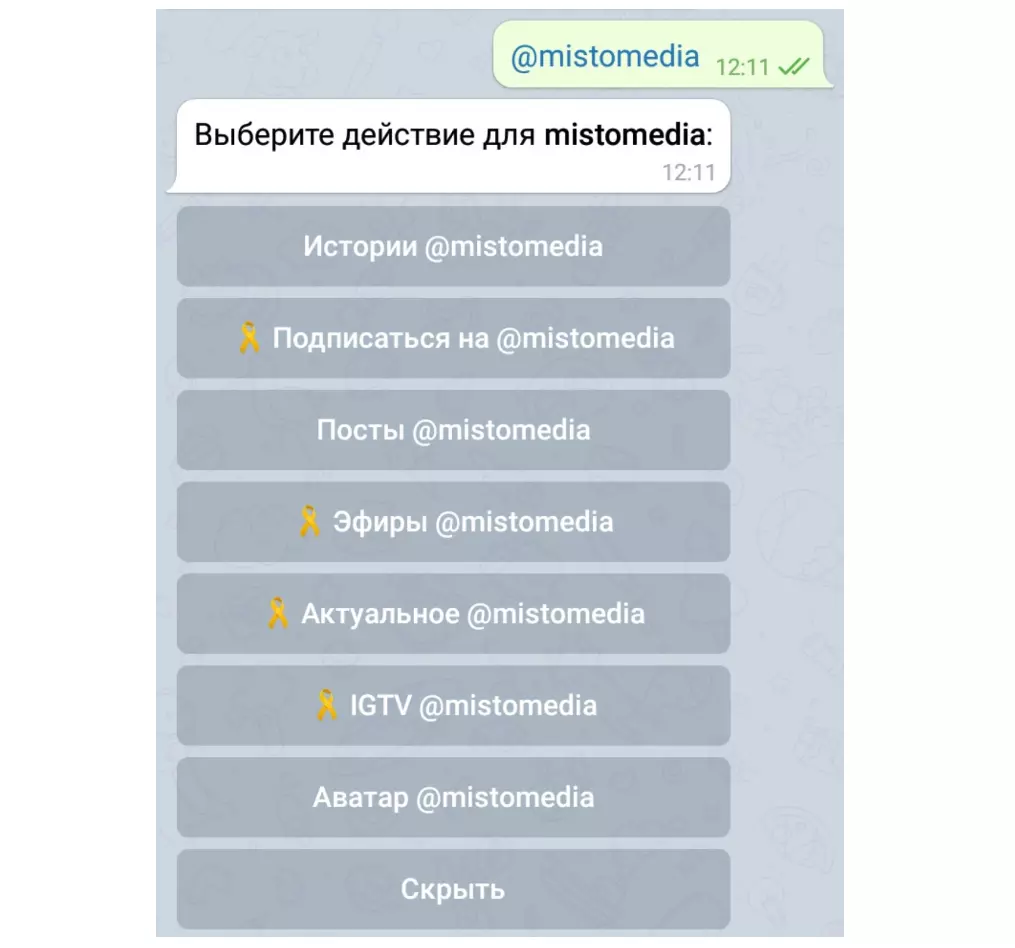 @mistomedia 12:11
Выберите действие для mistomedia:
12:11
Истории @mistomedia
Подписаться на @mistomedia
Посты @mistomedia
Эфиры @mistomedia
Актуальное @mistomedia
IGTV @mistomedia
Аватар @mistomedia
Скрыть